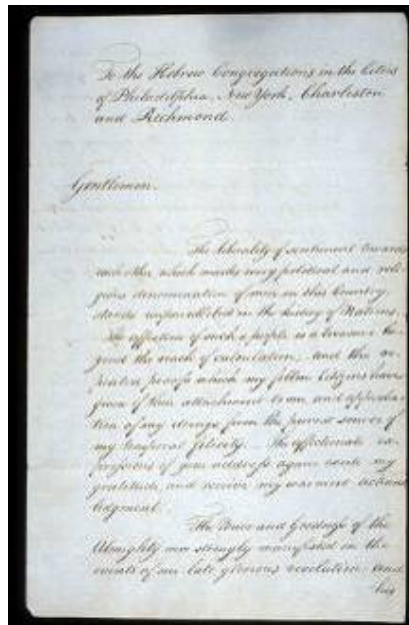 To the Hebrew Congregations in the Cities
of Philadelphia, New York, Charleston
and Richmond.
Gentlemen.
The liberality of sentiment towards
each other which marks every political and reli-
gious denomination of men in this Country
stands unparalleled in the history of Nations.
The affection of such a people is a treasure be-
yond the reach of calculation; and the re-
peated proofs which my fellow Citizens have
given of their attachment to me, and approba-
tion of my doings form the purest source of
my temporal felicity. The affectionate ex-
pressions of your address again excite my
gratitude, and receive my warmest acknow-
ledgment.
The Power and Goodness of the
Almighty were strongly manifested in the
events of our late glorious revolution; and
his